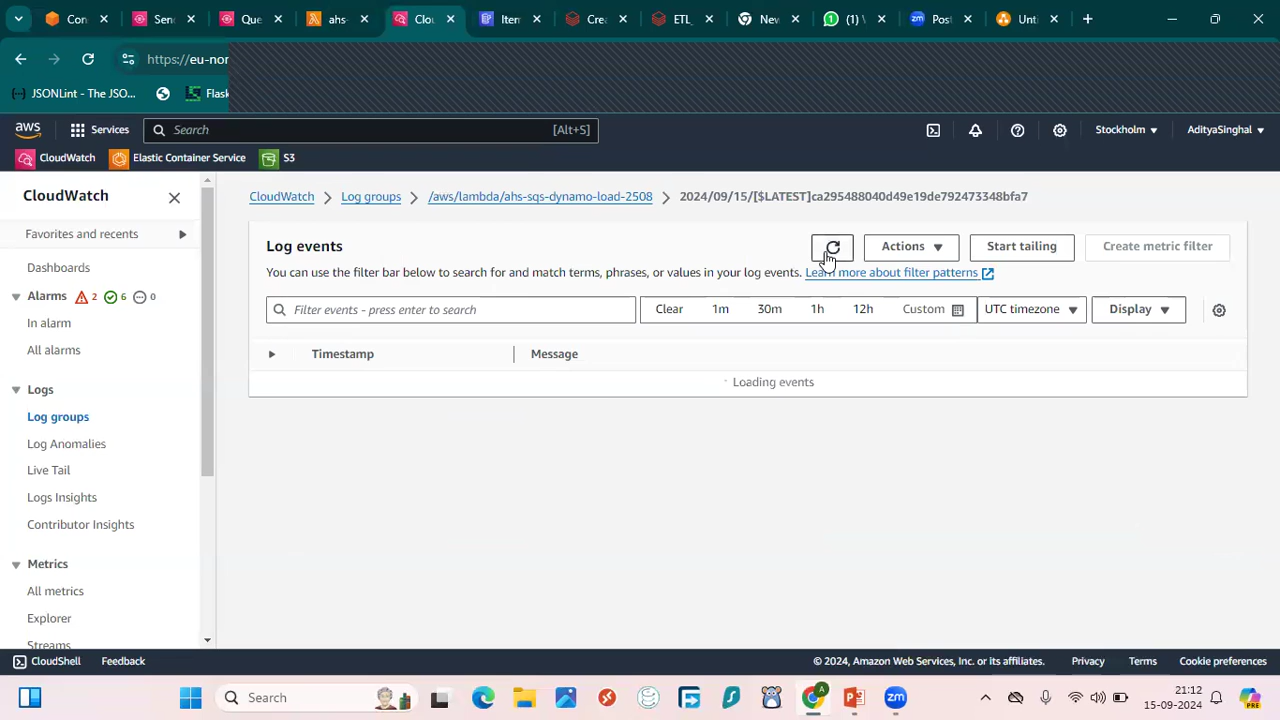 Con
Sen
Que
ahs-
Clou
Item
Crea
ETL_
New
(1) \
Post
Unti
https://eu-nor
JSONLint - The JSO...
Flask
aws
Services
Search
[Alt+S]
Stockholm
AdityaSinghal
CloudWatch
Elastic Container Service
S3
CloudWatch
Favorites and recents
Dashboards
Alarms 2 6 0
In alarm
All alarms
Logs
Log groups
Log Anomalies
Live Tail
Logs Insights
Contributor Insights
Metrics
All metrics
Explorer
Streams
CloudWatch
Log groups
/aws/lambda/ahs-sqs-dynamo-load-2508
2024/09/15/[$LATEST]ca295488040d49e19de792473348bfa7
Log events
Actions
Start tailing
Create metric filter
You can use the filter bar below to search for and match terms, phrases, or values in your log events. Learn more about filter patterns
Filter events - press enter to search
Clear
1m
30m
1h
12h
Custom
UTC timezone
Display
Timestamp
Message
Loading events
CloudShell
Feedback
© 2024, Amazon Web Services, Inc. or its affiliates.
Privacy
Terms
Cookie preferences
Search
21:12
15-09-2024